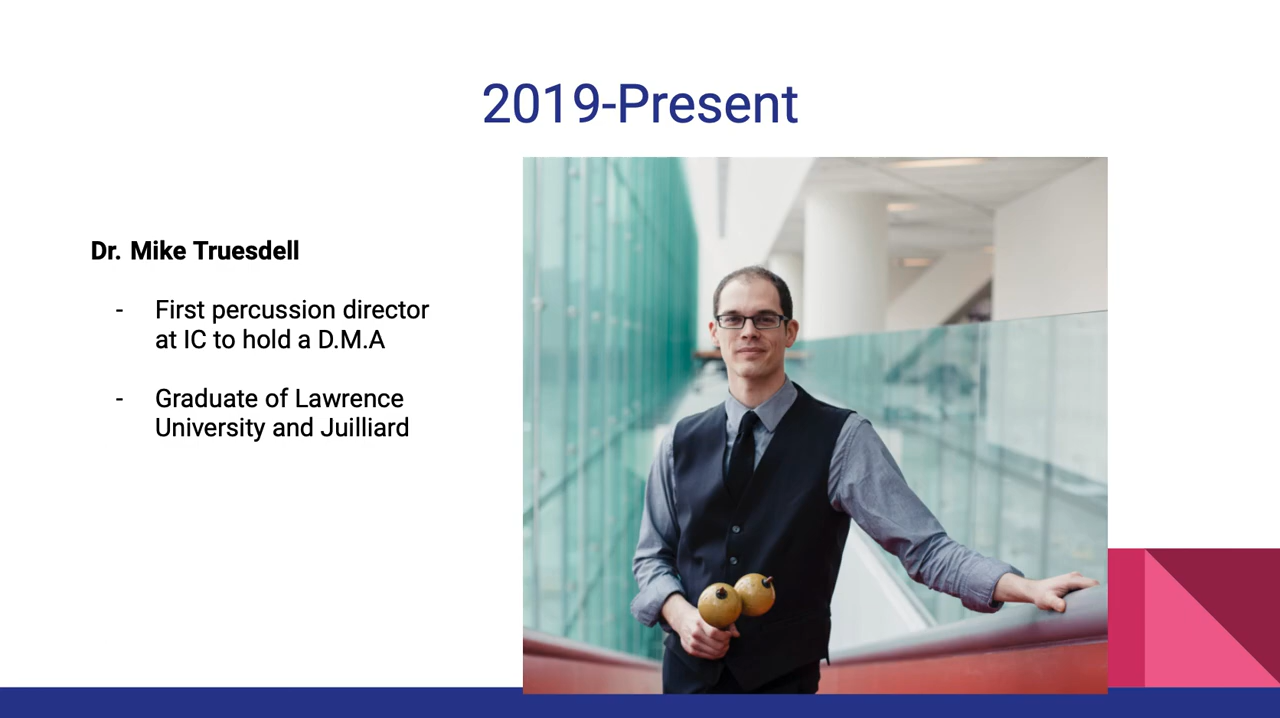 2019-Present
Dr. Mike Truesdell
- First percussion director
at IC to hold a D.M.A
- Graduate of Lawrence
University and Juilliard